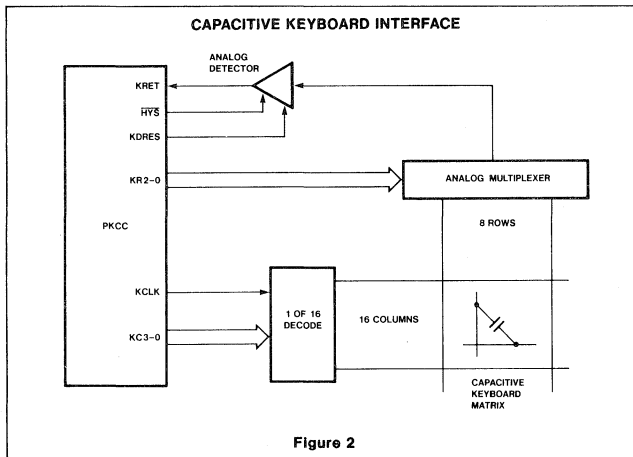 CAPACITIVE KEYBOARD INTERFACE
ANALOG
DETECTOR
KRET
HYS
KDRES
KR2-0
ANALOG MULTIPLEXER
8 ROWS
PKCC
KCLK
1 OF 16
DECODE
16 COLUMNS
KC3-0
CAPACITIVE
KEYBOARD
MATRIX
Figure 2